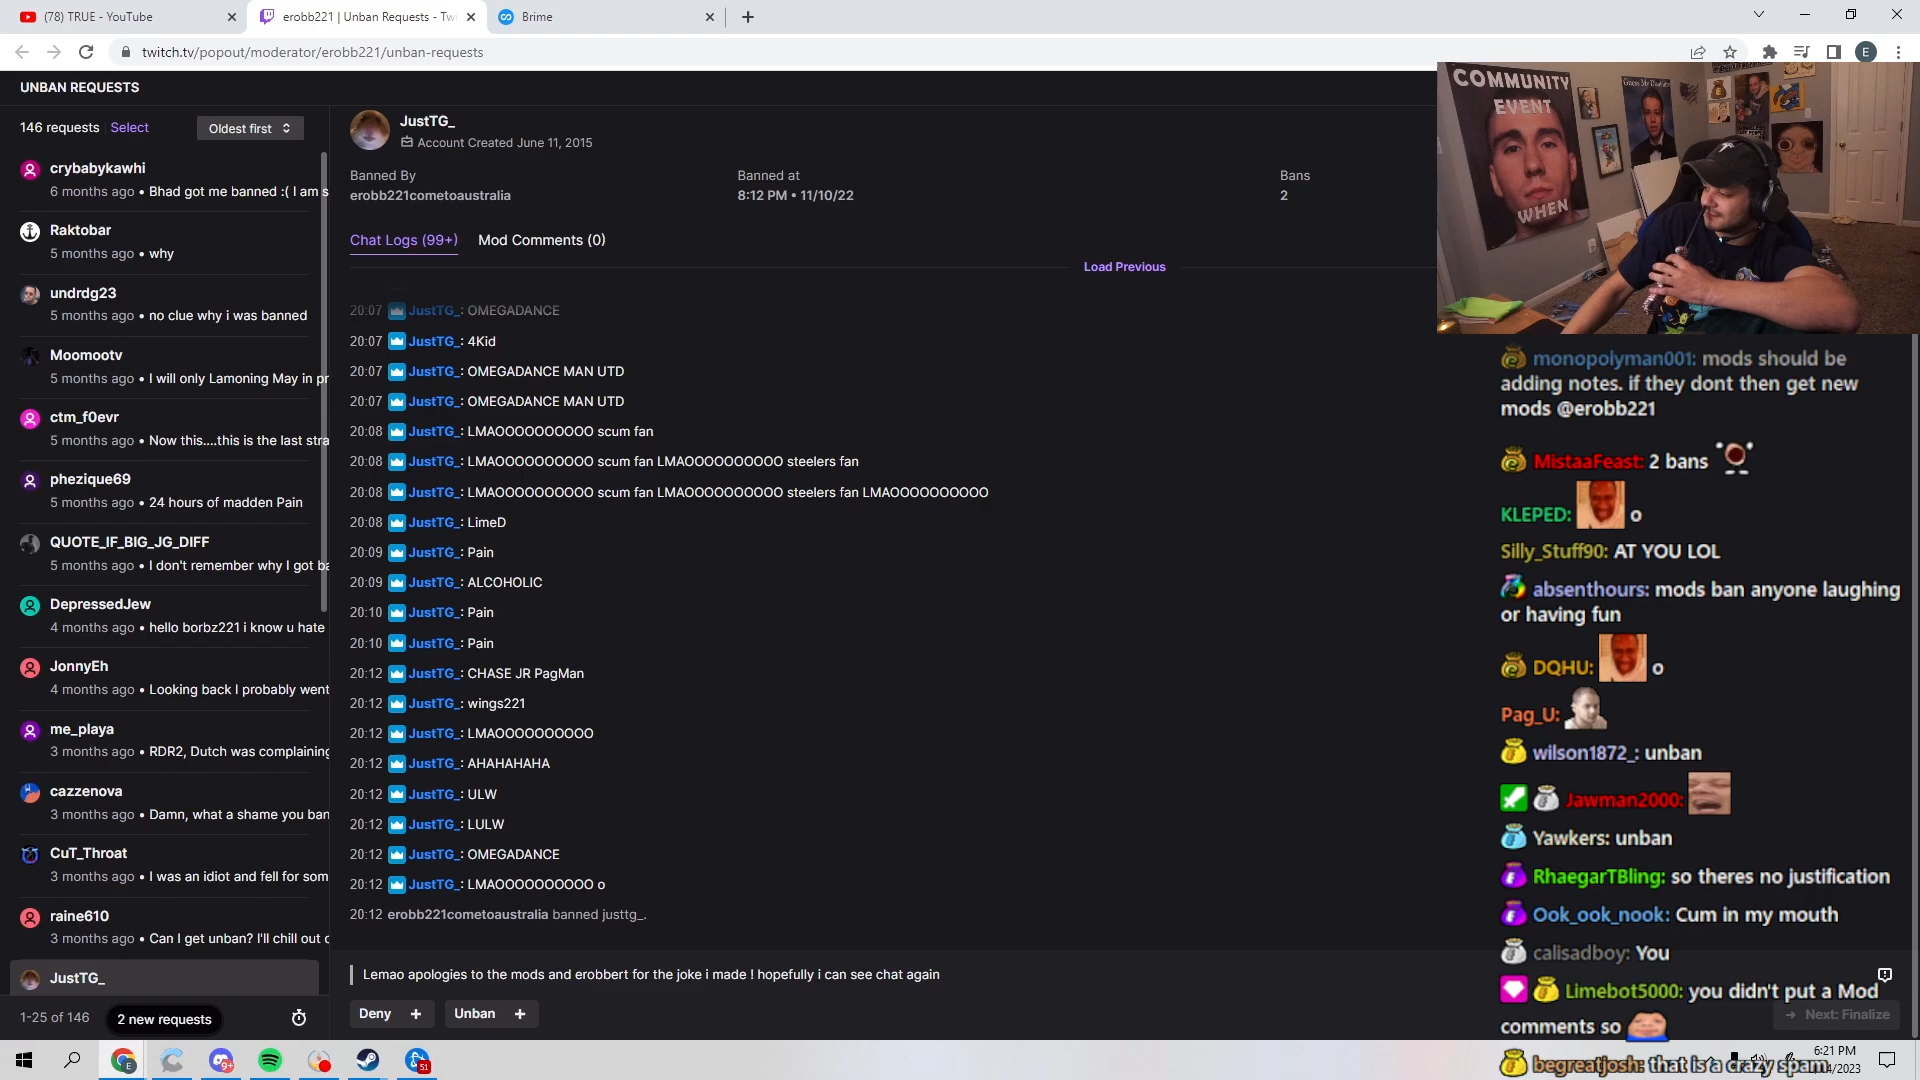 (78) TRUE - YouTube
erobb221 | Unban Requests - Tw
Brime
twitch.tv/popout/moderator/erobb221/unban-requests
E
UNBAN REQUESTS
146 requests Select
Oldest first
crybabykawhi
6 months ago • Bhad got me banned :( I am s
Raktobar
5 months ago • why
undrdg23
5 months ago • no clue why i was banned
Moomootv
5 months ago • I will only Lamoning May in pr
ctm_f0evr
5 months ago • Now this....this is the last stra
phezique69
5 months ago • 24 hours of madden Pain
QUOTE_IF_BIG_JG_DIFF
5 months ago • I don't remember why I got ba
DepressedJew
4 months ago • hello borbz221 i know u hate
JonnyEh
4 months ago • Looking back I probably went
me_playa
3 months ago • RDR2, Dutch was complaining
cazzenova
3 months ago • Damn, what a shame you ban
CuT_Throat
3 months ago • I was an idiot and fell for som
raine610
3 months ago • Can I get unban? I'll chill out o
JustTG_
1-25 of 146
2 new requests
JustTG_
Account Created June 11, 2015
Banned By
erobb221cometoaustralia
Banned at
8:12 PM • 11/10/22
Bans
2
Chat Logs (99+)
Mod Comments (0)
Load Previous
20:07 JustTG_: OMEGADANCE
20:07 JustTG_: 4Kid
20:07 JustTG_: OMEGADANCE MAN UTD
20:07 JustTG_: OMEGADANCE MAN UTD
20:08 JustTG_: LMAOOOOOOOOOO scum fan
20:08 JustTG_: LMAOOOOOOOOOO scum fan LMAOOOOOOOOOO steelers fan
20:08 JustTG_: LMAOOOOOOOOOO scum fan LMAOOOOOOOOOO steelers fan LMAOOOOOOOOOO
20:08 JustTG_: LimeD
20:09 JustTG_: Pain
20:09 JustTG_: ALCOHOLIC
20:10 JustTG_: Pain
20:10 JustTG_: Pain
20:12 JustTG_: CHASE JR PagMan
20:12 JustTG_: wings221
20:12 JustTG_: LMAOOOOOOOOOO
20:12 JustTG_: AHAHAHAHA
20:12 JustTG_: ULW
20:12 JustTG_: LULW
20:12 JustTG_: OMEGADANCE
20:12 JustTG_: LMAOOOOOOOOOO o
20:12 erobb221cometoaustralia banned justtg_.
Lemao apologies to the mods and erobbert for the joke i made ! hopefully i can see chat again
Deny +
Unban +
Next: Finalize
COMMUNITY
EVENT
WHEN
monopolyman001: mods should be
adding notes. if they dont then get new
mods @erobb221
MistaaFeast: 2 bans
KLEPED: o
Silly_Stuff90: AT YOU LOL
absenthours: mods ban anyone laughing
or having fun
DQHU: o
Pag_U:
wilson1872_: unban
Jawman2000:
Yawkers: unban
RhaegarTBling: so theres no justification
Ook_ook_nook: Cum in my mouth
calisadboy: You
Limebot5000: you didn't put a Mod
comments so
begreatjosh: that is a crazy spam
9+
51
6:21 PM
/2023